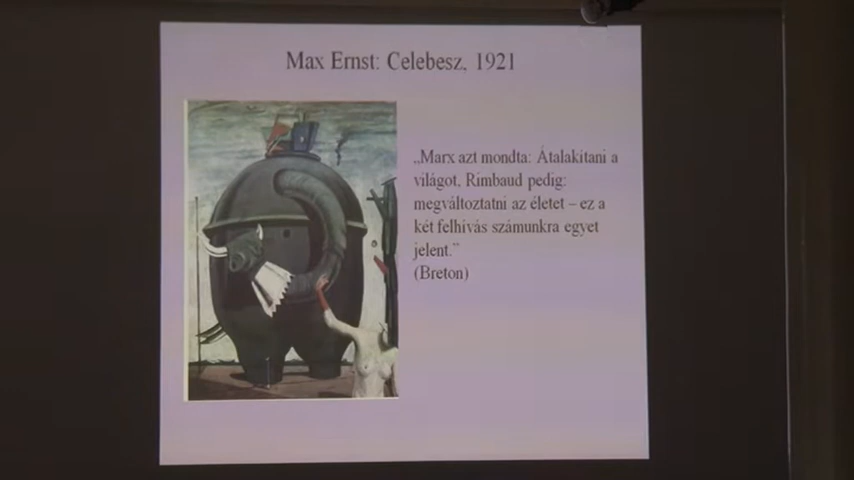 Max Ernst: Celebesz, 1921
„Marx azt mondta: Átalakítani a
világot, Rimbaud pedig:
megváltoztatni az életet – ez a
két felhívás számunkra egyet
jelent.”
(Breton)